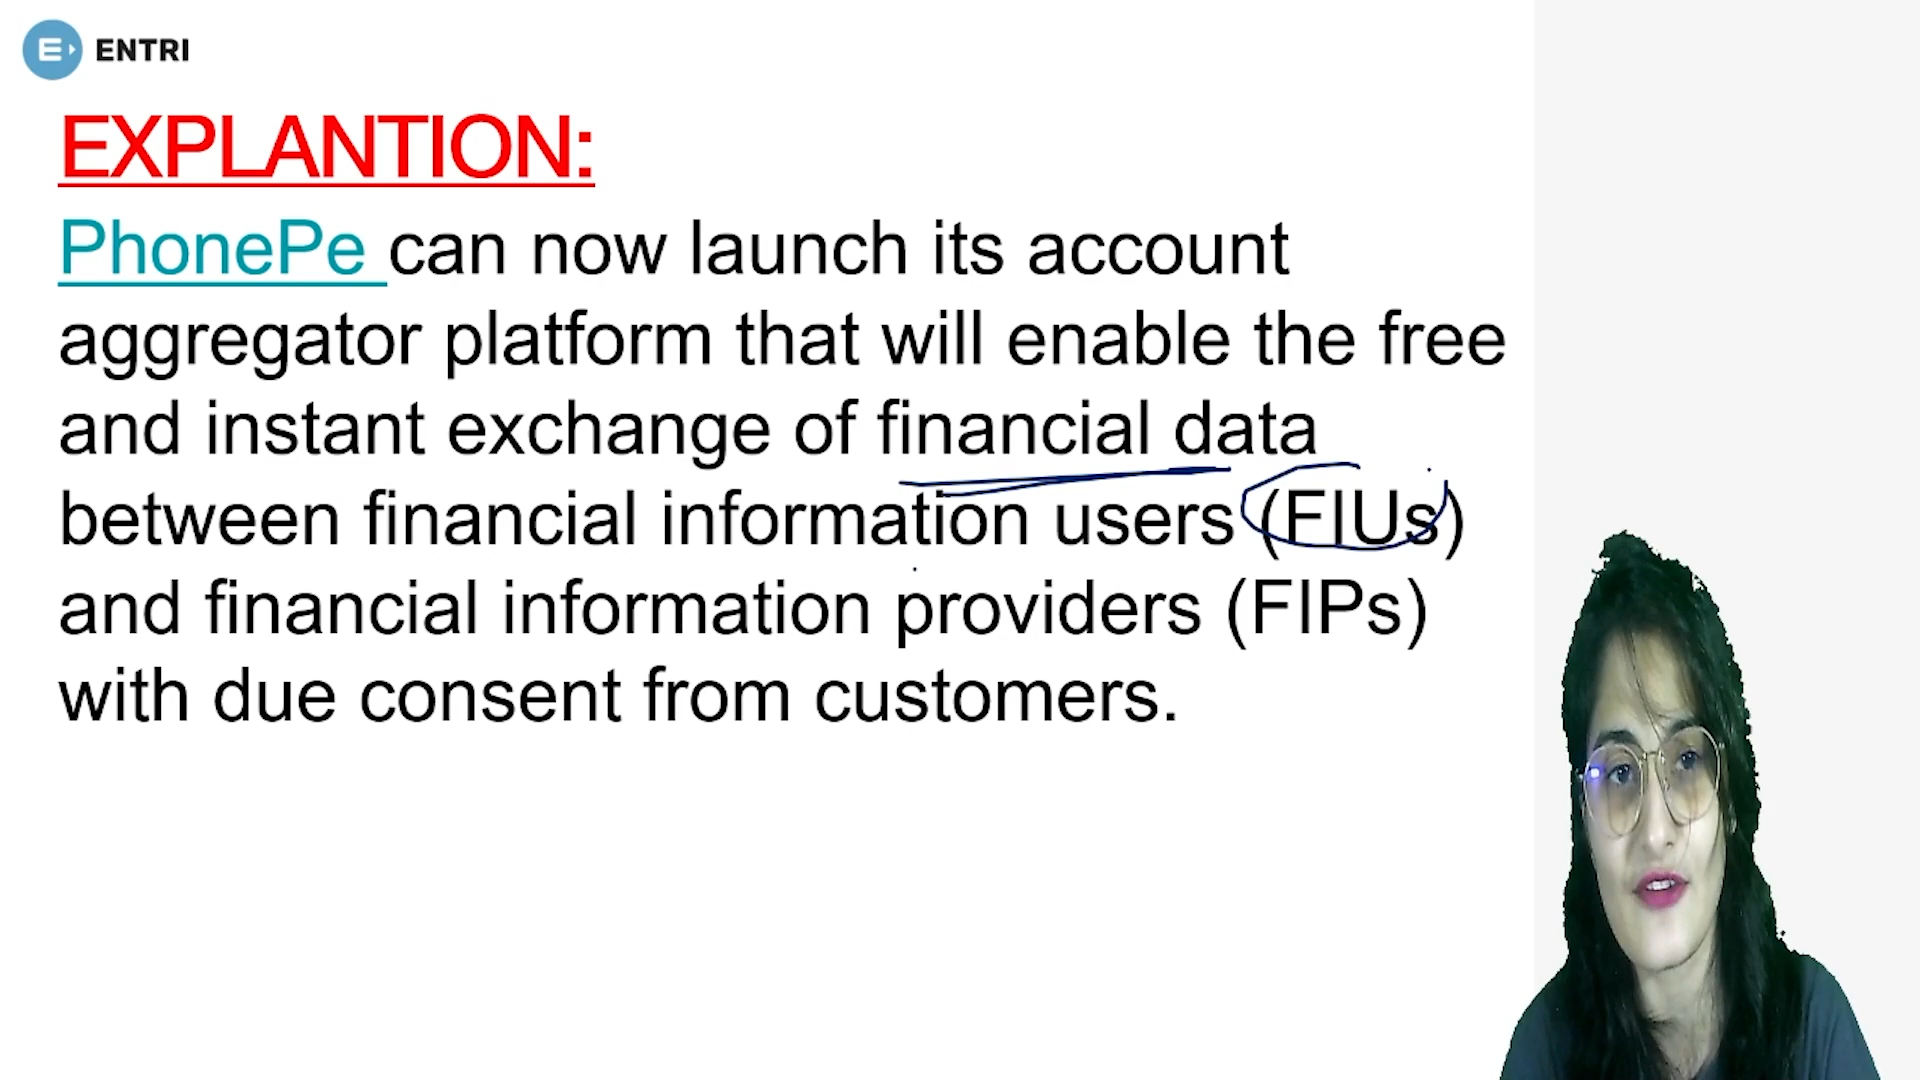 ENTRI
EXPLANTION:
PhonePe can now launch its account
aggregator platform that will enable the free
and instant exchange of financial data
between financial information users (FIUs)
and financial information providers (FIPs)
with due consent from customers.